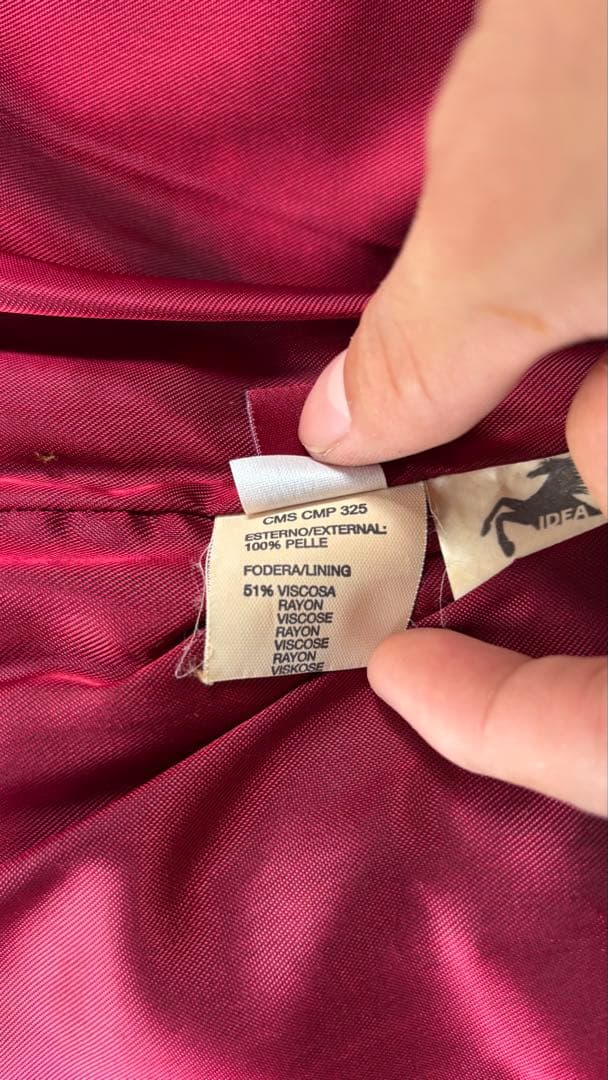 CMS CMP 325
ESTERNO/EXTERNAL:
100% PELLE
FODERA/LINING
51% VISCOSA
RAYON
VISCOSE
RAYON
VISCOSE
RAYON
VISKOSE
IDEA